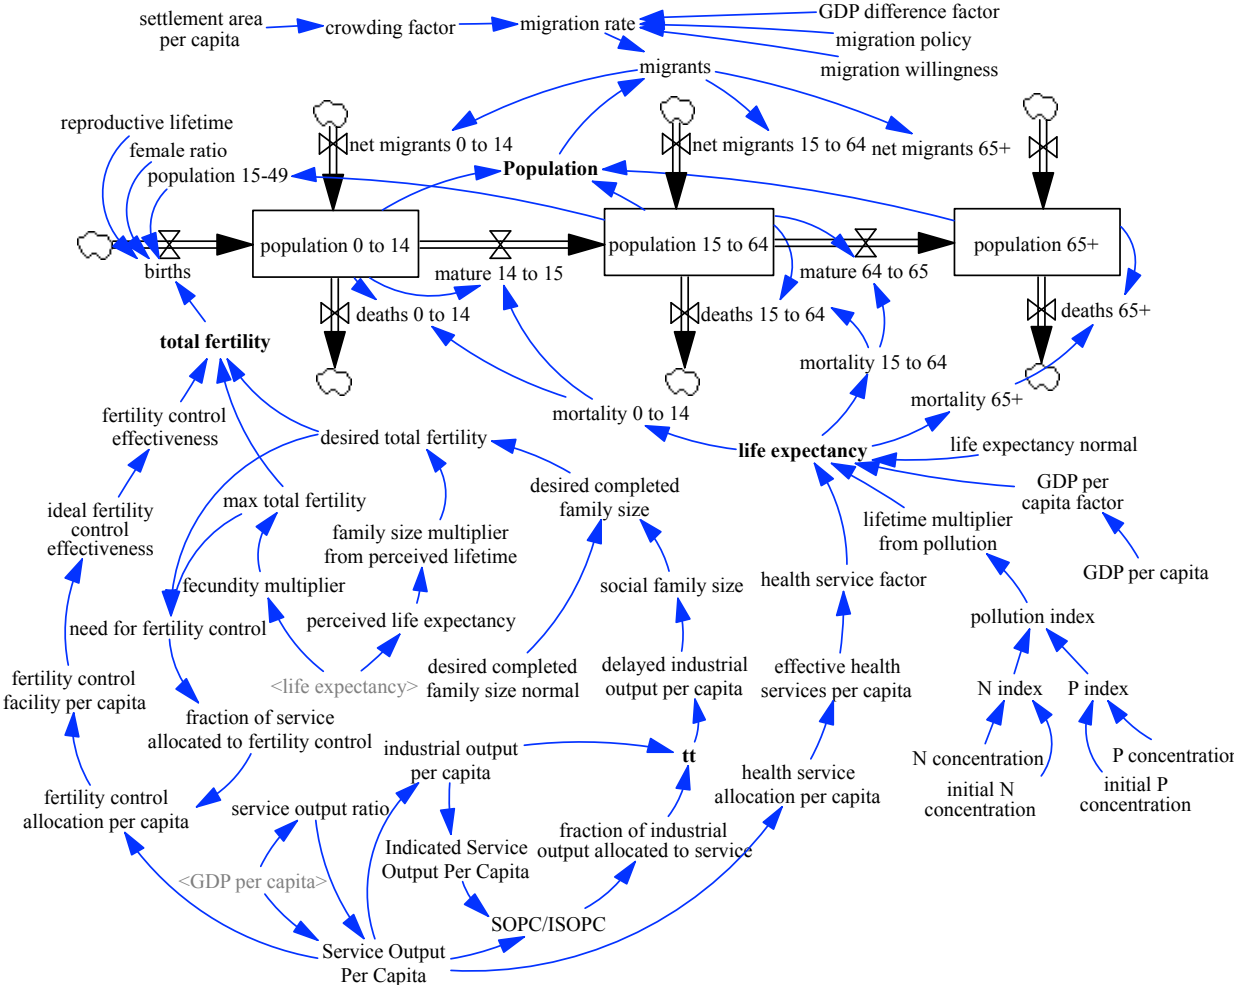 settlement area
per capita
crowding factor
migration rate
GDP difference factor
migration policy
migration willingness
migrants
reproductive lifetime
female ratio
population 15-49
net migrants 0 to 14
Population
net migrants 15 to 64
net migrants 65+
births
population 0 to 14
mature 14 to 15
population 15 to 64
mature 64 to 65
population 65+
deaths 0 to 14
deaths 15 to 64
deaths 65+
total fertility
mortality 15 to 64
mortality 65+
mortality 0 to 14
fertility control
effectiveness
desired total fertility
life expectancy
life expectancy normal
GDP per
capita factor
ideal fertility
control
effectiveness
max total fertility
desired completed
family size
family size multiplier
from perceived lifetime
lifetime multiplier
from pollution
fecundity multiplier
social family size
health service factor
GDP per capita
need for fertility control
perceived life expectancy
pollution index
fertility control
facility per capita
<life expectancy>
desired completed
family size normal
delayed industrial
output per capita
effective health
services per capita
N index
P index
fraction of service
allocated to fertility control
industrial output
per capita
tt
N concentration
P concentration
fertility control
allocation per capita
service output ratio
health service
allocation per capita
initial N
concentration
initial P
concentration
Indicated Service
Output Per Capita
fraction of industrial
output allocated to service
<GDP per capita>
SOPC/ISOPC
Service Output
Per Capita